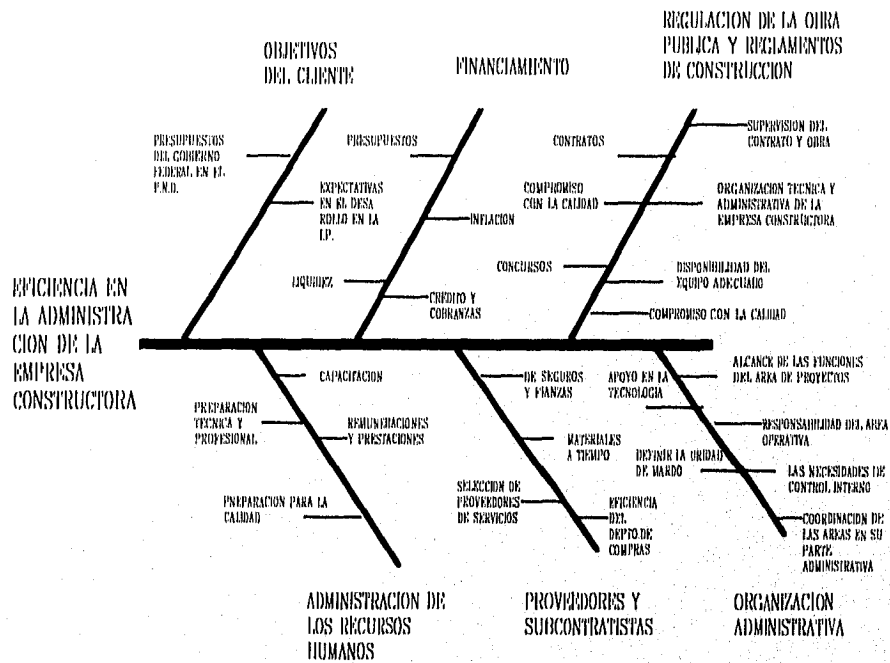 OBJETIVOS
DEL CLIENTE
FINANCIAMIENTO
REGULACION DE LA OBRA
PUBLICA Y REGLAMENTOS
DE CONSTRUCCION
PRESUPUESTOS
DEL GOBIERNO
FEDERAL EN EL
P.N.D.
EXPECTATIVAS
EN EL DESA
ROLLO EN LA
I.P.
PRESUPUESTOS
INFLACION
LIQUIDEZ
CREDITO Y
COBRANZAS
CONTRATOS
SUPERVISION DEL
CONTRATO Y OBRA
COMPROMISO
CON LA CALIDAD
ORGANIZACION TECNICA Y
ADMINISTRATIVA DE LA
EMPRESA CONSTRUCTORA
CONCURSOS
DISPONIBILIDAD DEL
EQUIPO ADECUADO
COMPROMISO CON LA CALIDAD
EFICIENCIA EN
LA ADMINISTRA
CION DE LA
EMPRESA
CONSTRUCTORA
CAPACITACION
PREPARACION
TECNICA Y
PROFESIONAL
REMUNERACIONES
Y PRESTACIONES
PREPARACION PARA LA
CALIDAD
DE SEGUROS
Y FIANZAS
MATERIALES
A TIEMPO
SELECCION DE
PROVEEDORES
DE SERVICIOS
EFICIENCIA
DEL
DEPTO. DE
COMPRAS
APOYO EN LA
TECNOLOGIA
ALCANCE DE LAS FUNCIONES
DEL AREA DE PROYECTOS
RESPONSABILIDAD DEL AREA
OPERATIVA
DEFINIR LA UNIDAD
DE MANDO
LAS NECESIDADES DE
CONTROL INTERNO
COORDINACION DE
LAS AREAS EN SU
PARTE
ADMINISTRATIVA
ADMINISTRACION DE
LOS RECURSOS
HUMANOS
PROVEEDORES Y
SUBCONTRATISTAS
ORGANIZACION
ADMINISTRATIVA